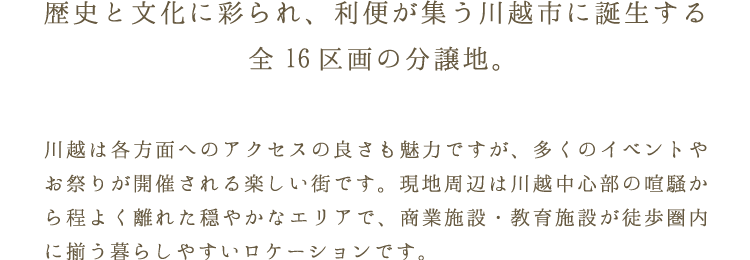 歴史と文化に彩られ、利便が集う川越市に誕生する
全16区画の分譲地。
川越は各方面へのアクセスの良さも魅力ですが、多くのイベントや
お祭りが開催される楽しい街です。現地周辺は川越中心部の喧騒か
ら程よく離れた穏やかなエリアで、商業施設・教育施設が徒歩圏内
に揃う暮らしやすいロケーションです。